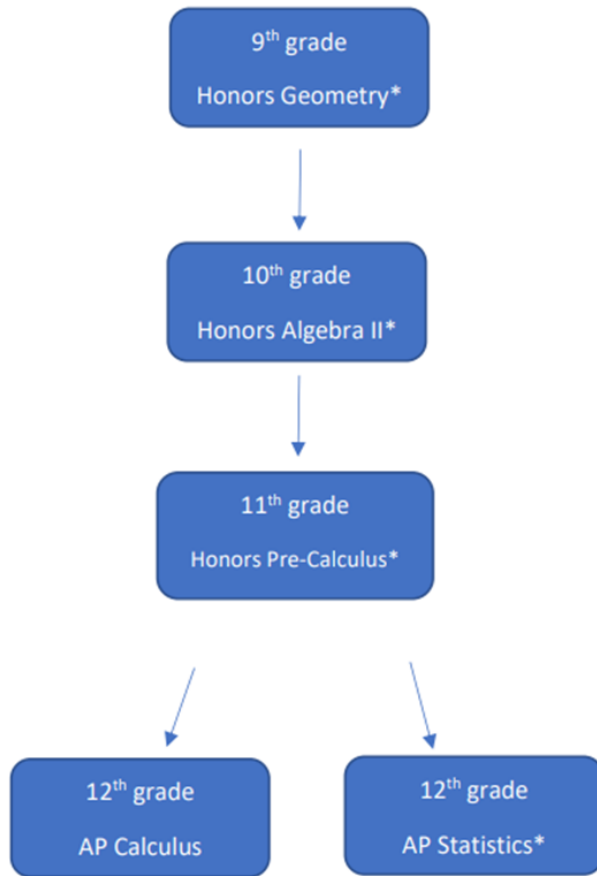 9th grade
Honors Geometry*
10th grade
Honors Algebra II*
11th grade
Honors Pre-Calculus*
12th grade
AP Calculus
12th grade
AP Statistics*